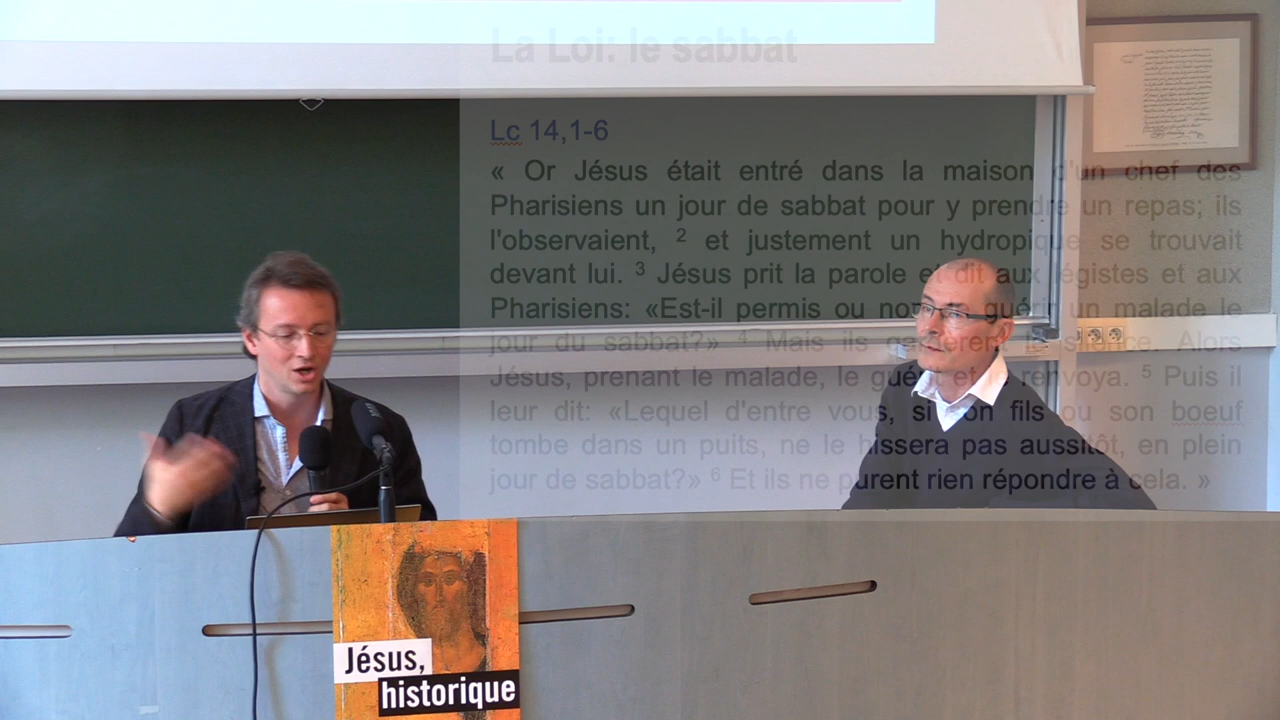 La Loi: le sabbat
Lc 14,1-6
« Or Jésus était entré dans la maison d'un chef des
Pharisiens un jour de sabbat pour y prendre un repas; ils
l'observaient, 2 et justement un hydropique se trouvait
devant lui. 3 Jésus prit la parole et dit aux légistes et aux
Pharisiens: «Est-il permis ou non de guérir un malade le
jour du sabbat?» 4 Mais ils gardèrent le silence. Alors
Jésus, prenant le malade, le guérit et le renvoya. 5 Puis il
leur dit: «Lequel d'entre vous, si son fils ou son boeuf
tombe dans un puits, ne le hissera pas aussitôt, en plein
jour de sabbat?» 6 Et ils ne purent rien répondre à cela. »
Jésus,
historique